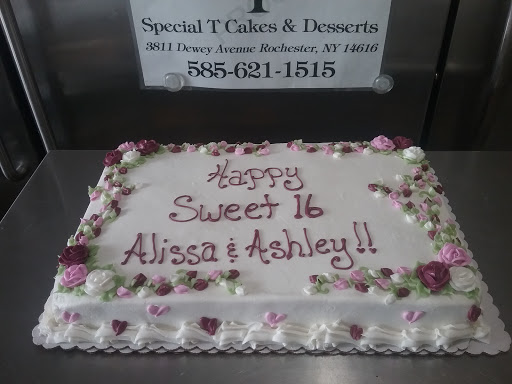 Special T Cakes & Desserts
3811 Dewey Avenue Rochester, NY 14616
585-621-1515
Happy
Sweet 16
Alissa & Ashley!!